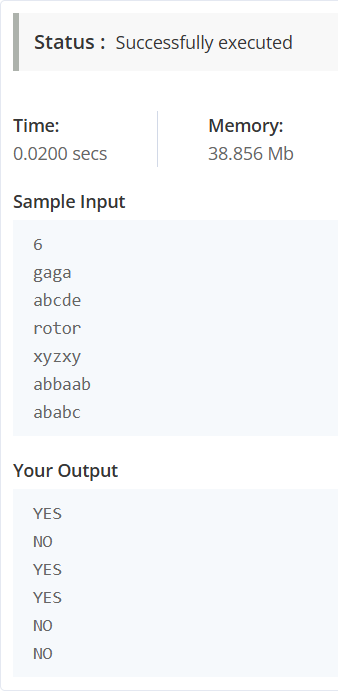 Status : Successfully executed
Time: Memory:
0.0200 secs 38.856 Mb
Sample Input
6
gaga
abcde
rotor
xyzxy
abbaab
ababc
Your Output
YES
NO
YES
YES
NO
NO